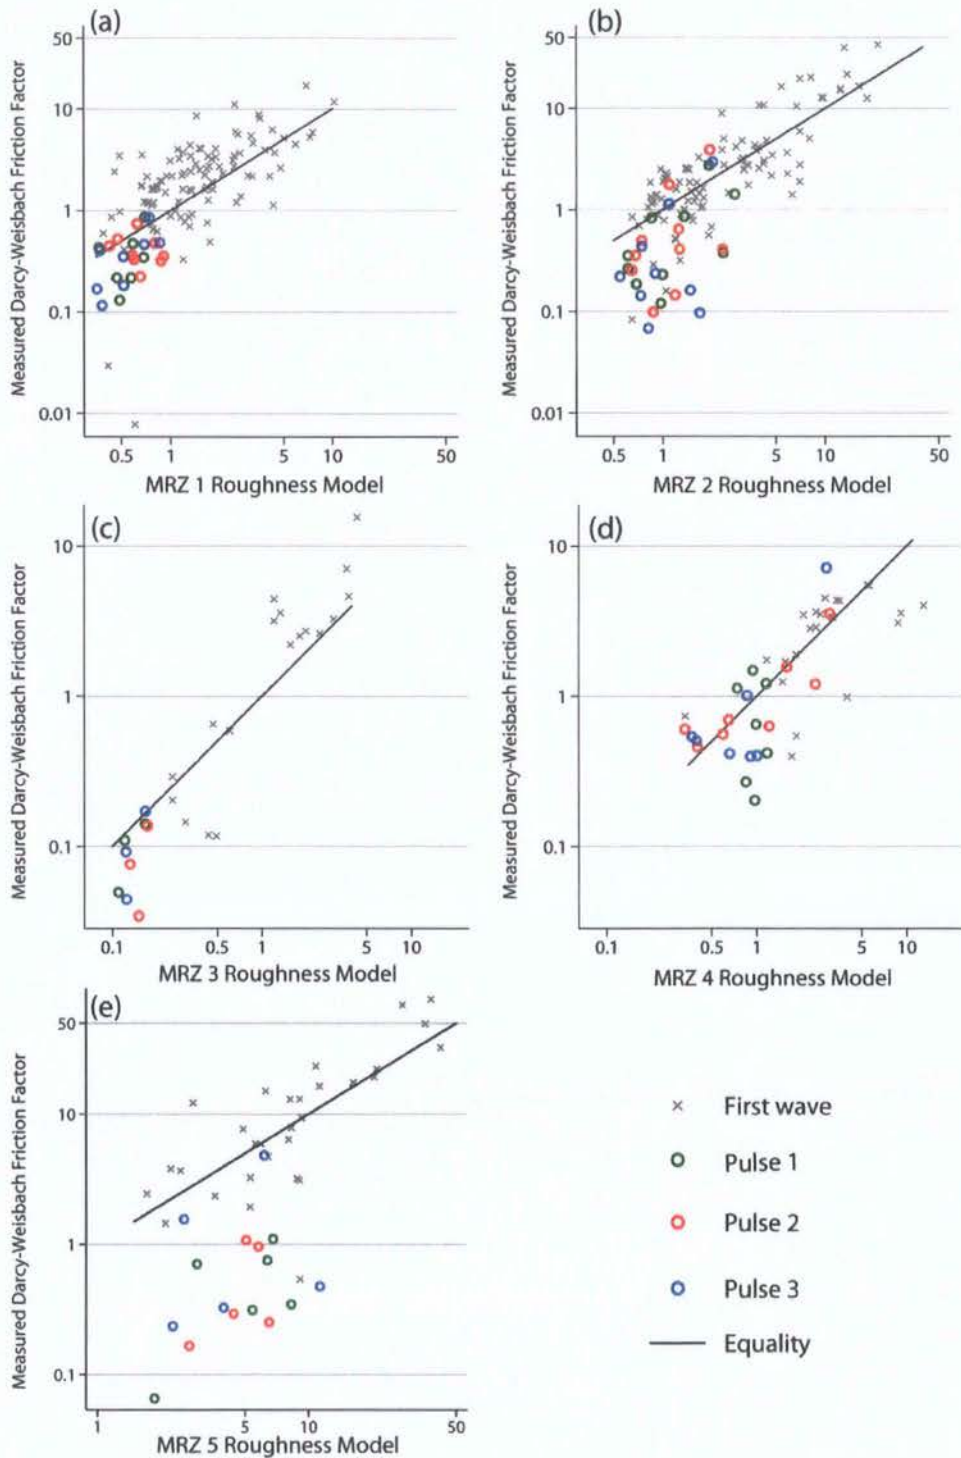 (a)
Measured Darcy-Weisbach Friction Factor
50
10
1
0.1
0.01
0.5
1
5
10
50
MRZ 1 Roughness Model
(b)
Measured Darcy-Weisbach Friction Factor
50
10
1
0.1
0.01
0.5
1
5
10
50
MRZ 2 Roughness Model
(c)
Measured Darcy-Weisbach Friction Factor
10
1
0.1
0.1
0.5
1
5
10
MRZ 3 Roughness Model
(d)
Measured Darcy-Weisbach Friction Factor
10
1
0.1
0.1
0.5
1
5
10
MRZ 4 Roughness Model
(e)
Measured Darcy-Weisbach Friction Factor
50
10
1
0.1
1
5
10
50
MRZ 5 Roughness Model
First wave
Pulse 1
Pulse 2
Pulse 3
Equality